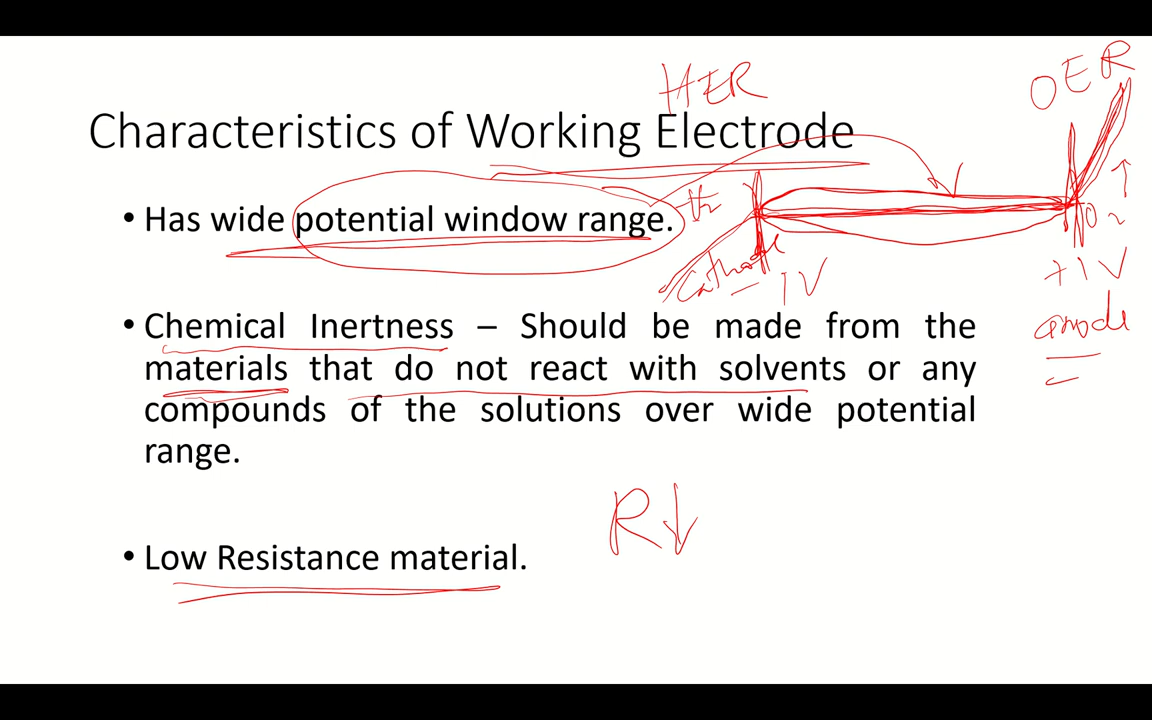 HER
OER
Characteristics of Working Electrode
• Has wide potential window range.
H2
O2 ↑
Cathode
- 1V
+1V
anode
• Chemical Inertness – Should be made from the
materials that do not react with solvents or any
compounds of the solutions over wide potential
range.
R↓
• Low Resistance material.